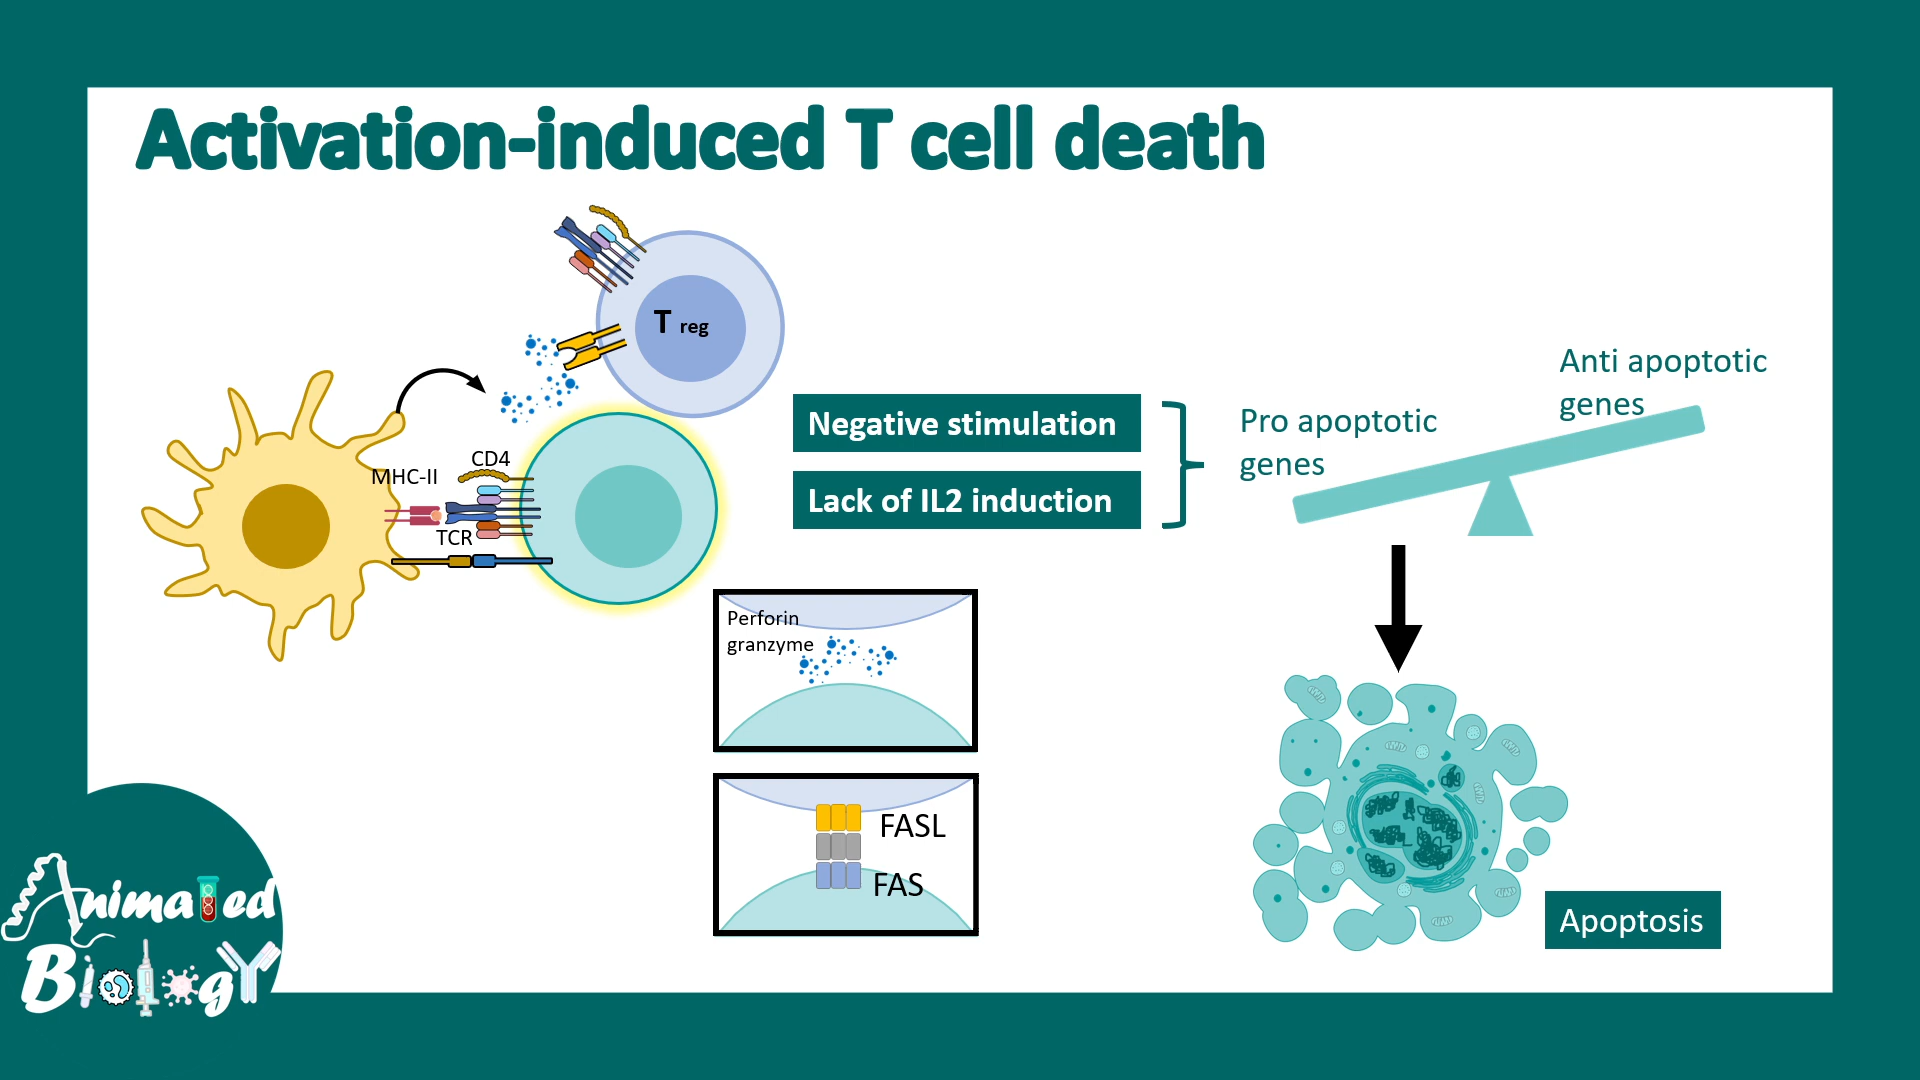 Activation-induced T cell death
T reg
CD4
MHC-II
TCR
Negative stimulation
Lack of IL2 induction
Pro apoptotic
genes
Anti apoptotic
genes
Perforin
granzyme
FASL
FAS
Apoptosis
Animated
BiologY